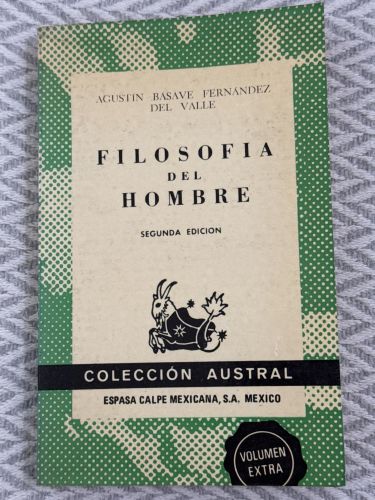 AGUSTIN BASAVE FERNANDEZ
DEL VALLE
FILOSOFIA
DEL
HOMBRE
SEGUNDA EDICION
COLECCIÓN AUSTRAL
ESPASA CALPE MEXICANA, S.A. MEXICO
VOLUMEN
EXTRA